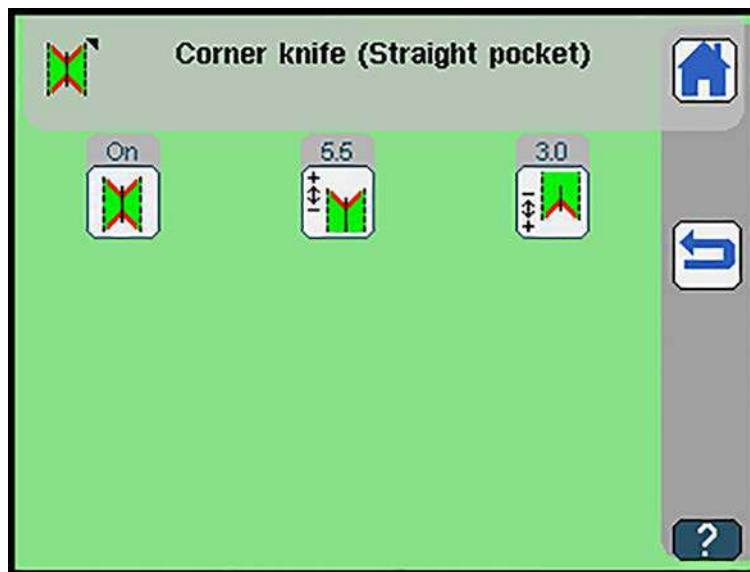 Corner knife (Straight pocket)
On 5.5 3.0
+ -
- +
?